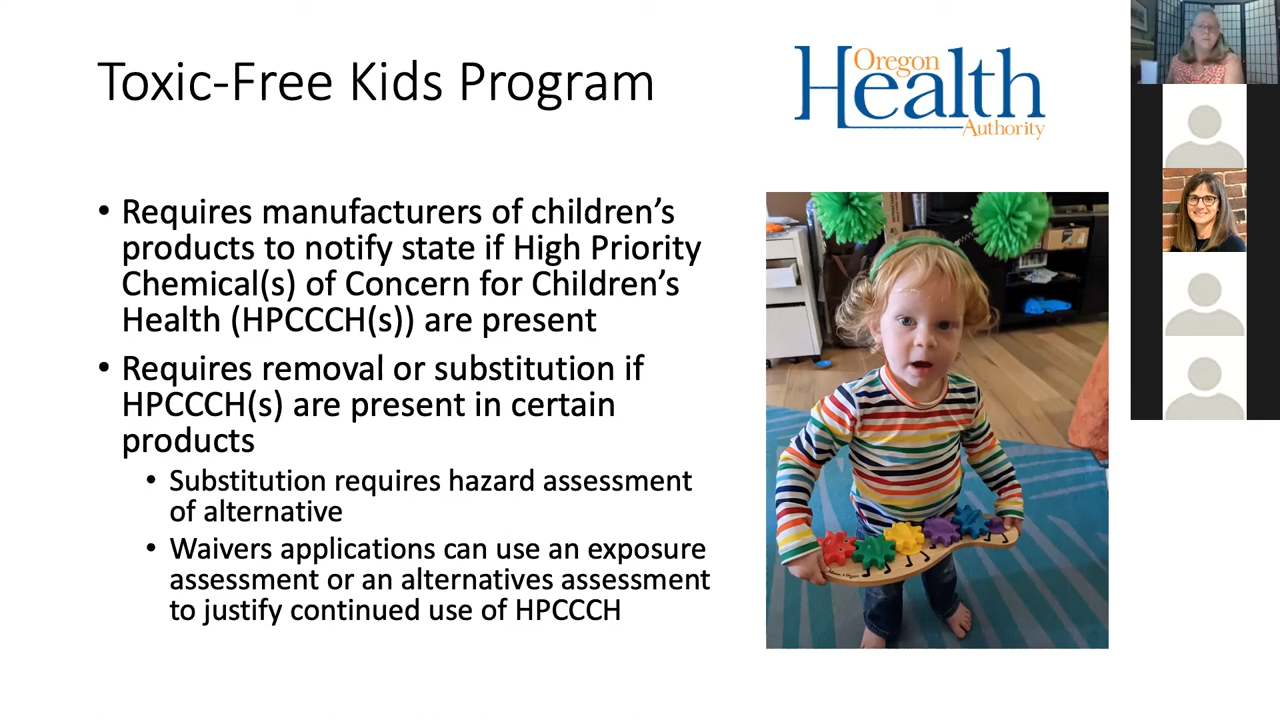 Toxic-Free Kids Program
Oregon
Health
Authority
• Requires manufacturers of children’s
products to notify state if High Priority
Chemical(s) of Concern for Children’s
Health (HPCCCH(s)) are present
• Requires removal or substitution if
HPCCCH(s) are present in certain
products
• Substitution requires hazard assessment
of alternative
• Waivers applications can use an exposure
assessment or an alternatives assessment
to justify continued use of HPCCCH